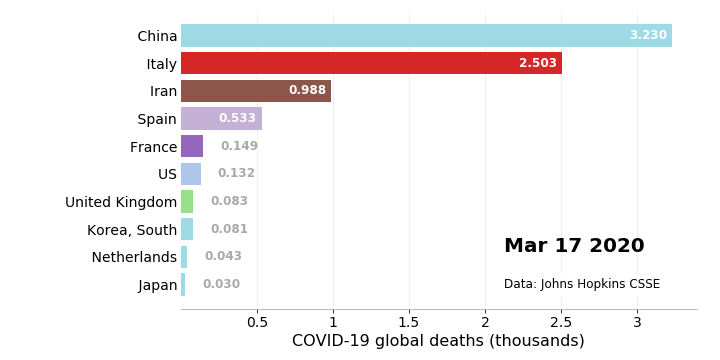 China 3.230
Italy 2.503
Iran 0.988
Spain 0.533
France 0.149
US 0.132
United Kingdom 0.083
Korea, South 0.081
Netherlands 0.043
Japan 0.030
Mar 17 2020
Data: Johns Hopkins CSSE
0.5 1 1.5 2 2.5 3
COVID-19 global deaths (thousands)